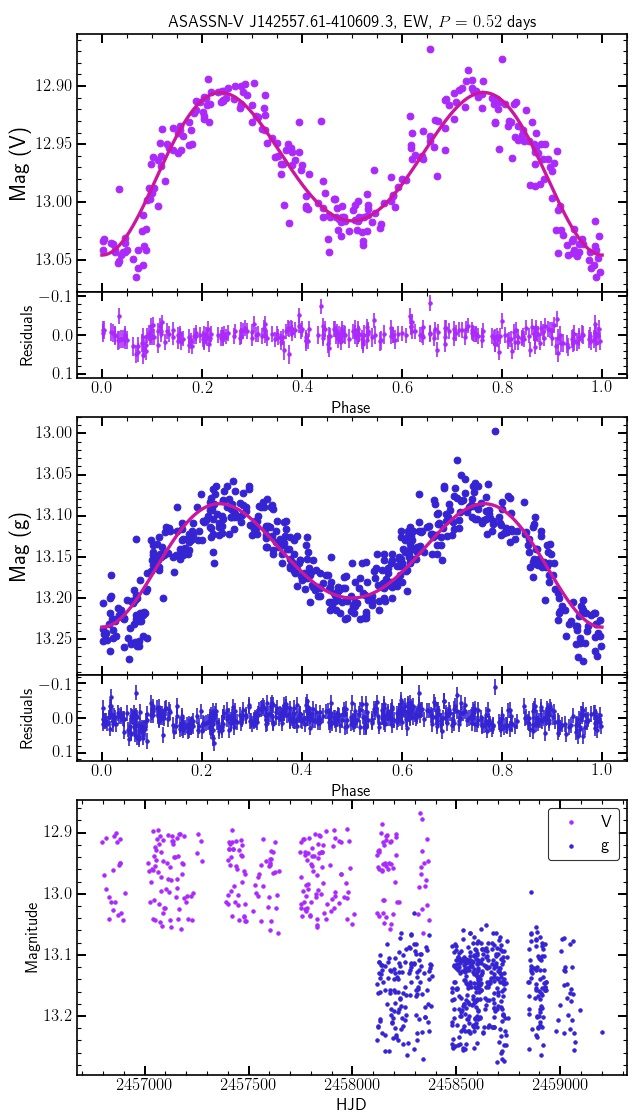 ASASSN-V J142557.61-410609.3, EW, P = 0.52 days
12.90
12.95
13.00
13.05
Mag (V)
−0.1
0.0
0.1
Residuals
0.0 0.2 0.4 0.6 0.8 1.0
Phase
13.00
13.05
13.10
13.15
13.20
13.25
Mag (g)
−0.1
0.0
0.1
Residuals
0.0 0.2 0.4 0.6 0.8 1.0
Phase
V
g
12.9
13.0
13.1
13.2
Magnitude
2457000 2457500 2458000 2458500 2459000
HJD